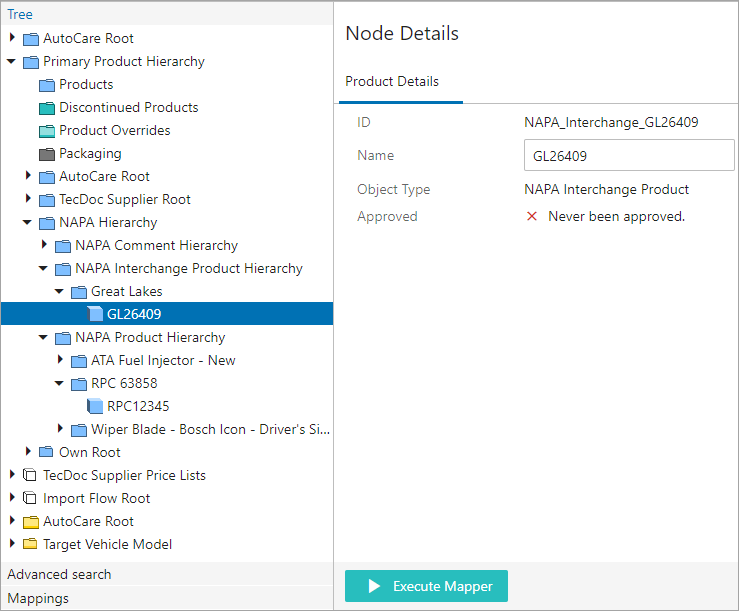 Tree
AutoCare Root
Primary Product Hierarchy
Products
Discontinued Products
Product Overrides
Packaging
AutoCare Root
TecDoc Supplier Root
NAPA Hierarchy
NAPA Comment Hierarchy
NAPA Interchange Product Hierarchy
Great Lakes
GL26409
NAPA Product Hierarchy
ATA Fuel Injector - New
RPC 63858
RPC12345
Wiper Blade - Bosch Icon - Driver's Si...
Own Root
TecDoc Supplier Price Lists
Import Flow Root
AutoCare Root
Target Vehicle Model
Advanced search
Mappings
Node Details
Product Details
ID NAPA_Interchange_GL26409
Name GL26409
Object Type NAPA Interchange Product
Approved Never been approved.
Execute Mapper